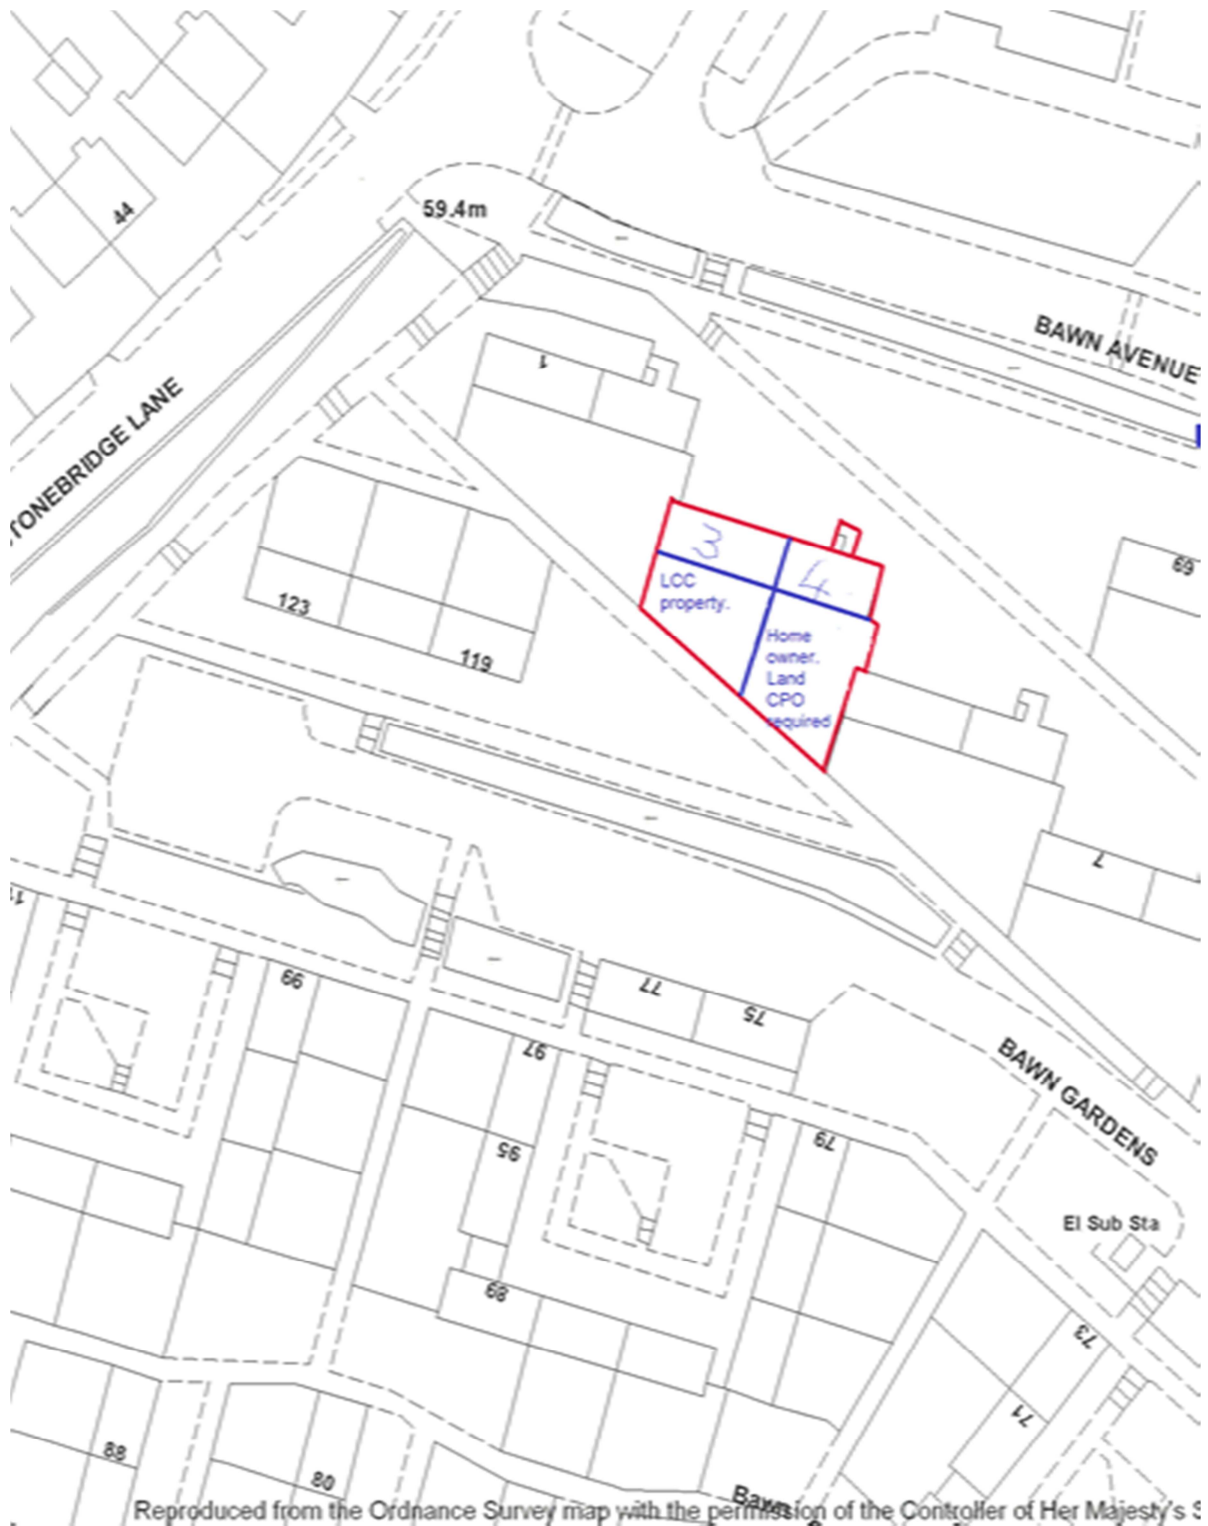 44
59.4m
BAWN AVENUE
1
TONEBRIDGE LANE
3
4
69
LCC
property.
123
Home
owner.
Land
CPO
required
119
7
99
77
75
97
BAWN GARDENS
95
79
El Sub Sta
89
73
71
88
80
Bawn
Reproduced from the Ordnance Survey map with the permission of the Controller of Her Majesty's S